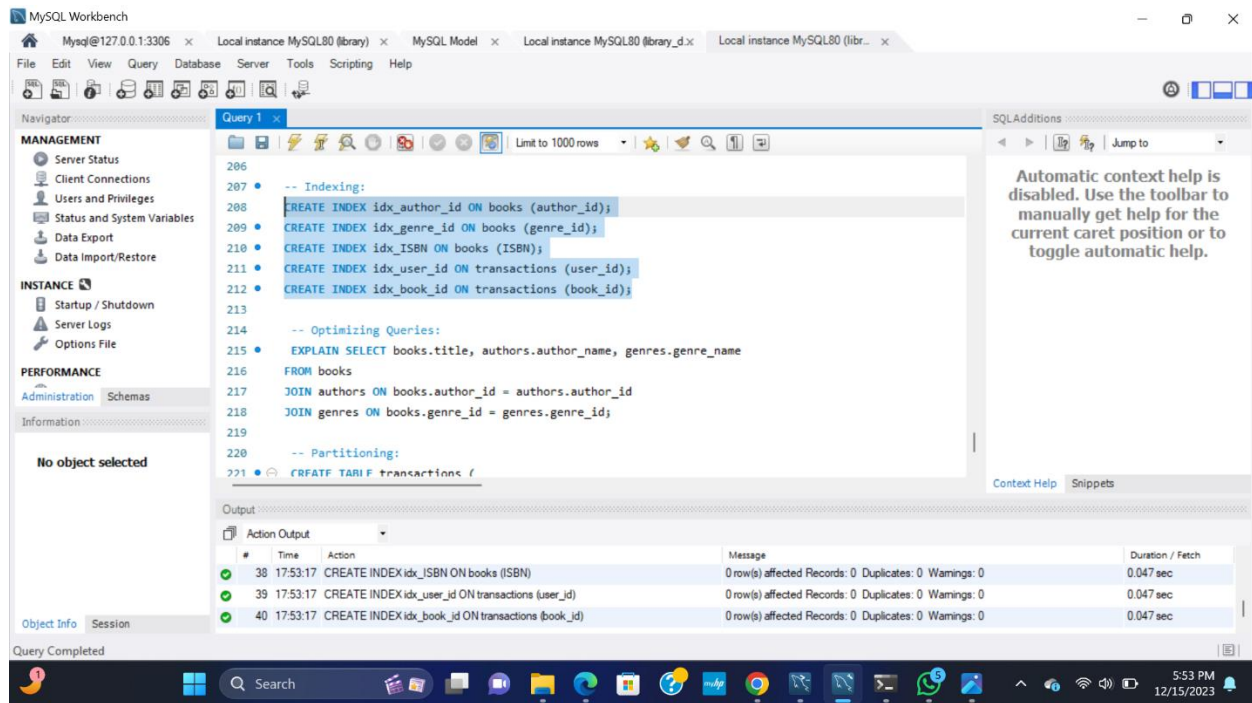 MySQL Workbench
Mysql@127.0.0.1:3306 × Local instance MySQL80 (library) × MySQL Model × Local instance MySQL80 (library_d.× Local instance MySQL80 (libr... ×
File Edit View Query Database Server Tools Scripting Help
Navigator
MANAGEMENT
Server Status
Client Connections
Users and Privileges
Status and System Variables
Data Export
Data Import/Restore
INSTANCE
Startup / Shutdown
Server Logs
Options File
PERFORMANCE
Administration Schemas
Information
No object selected
Object Info Session
Query 1 ×
Limit to 1000 rows
206
207 -- Indexing:
208 CREATE INDEX idx_author_id ON books (author_id);
209 CREATE INDEX idx_genre_id ON books (genre_id);
210 CREATE INDEX idx_ISBN ON books (ISBN);
211 CREATE INDEX idx_user_id ON transactions (user_id);
212 CREATE INDEX idx_book_id ON transactions (book_id);
213
214 -- Optimizing Queries:
215 EXPLAIN SELECT books.title, authors.author_name, genres.genre_name
216 FROM books
217 JOIN authors ON books.author_id = authors.author_id
218 JOIN genres ON books.genre_id = genres.genre_id;
219
220 -- Partitioning:
221 CREATE TABLE transactions (
SQLAdditions
Jump to
Automatic context help is
disabled. Use the toolbar to
manually get help for the
current caret position or to
toggle automatic help.
Context Help Snippets
Output
Action Output
# Time Action Message Duration / Fetch
38 17:53:17 CREATE INDEX idx_ISBN ON books (ISBN) 0 row(s) affected Records: 0 Duplicates: 0 Warnings: 0 0.047 sec
39 17:53:17 CREATE INDEX idx_user_id ON transactions (user_id) 0 row(s) affected Records: 0 Duplicates: 0 Warnings: 0 0.047 sec
40 17:53:17 CREATE INDEX idx_book_id ON transactions (book_id) 0 row(s) affected Records: 0 Duplicates: 0 Warnings: 0 0.047 sec
Query Completed
1
Search
myhp
5
5:53 PM
12/15/2023